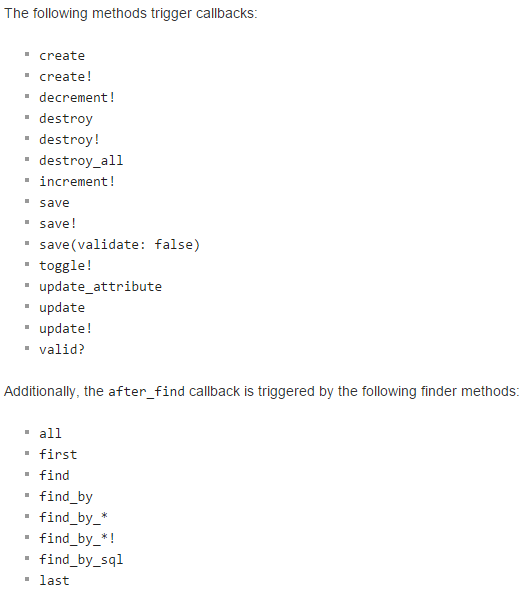 The following methods trigger callbacks:
create
create!
decrement!
destroy
destroy!
destroy_all
increment!
save
save!
save(validate: false)
toggle!
update_attribute
update
update!
valid?
Additionally, the after_find callback is triggered by the following finder methods:
all
first
find
find_by
find_by_*
find_by_*!
find_by_sql
last